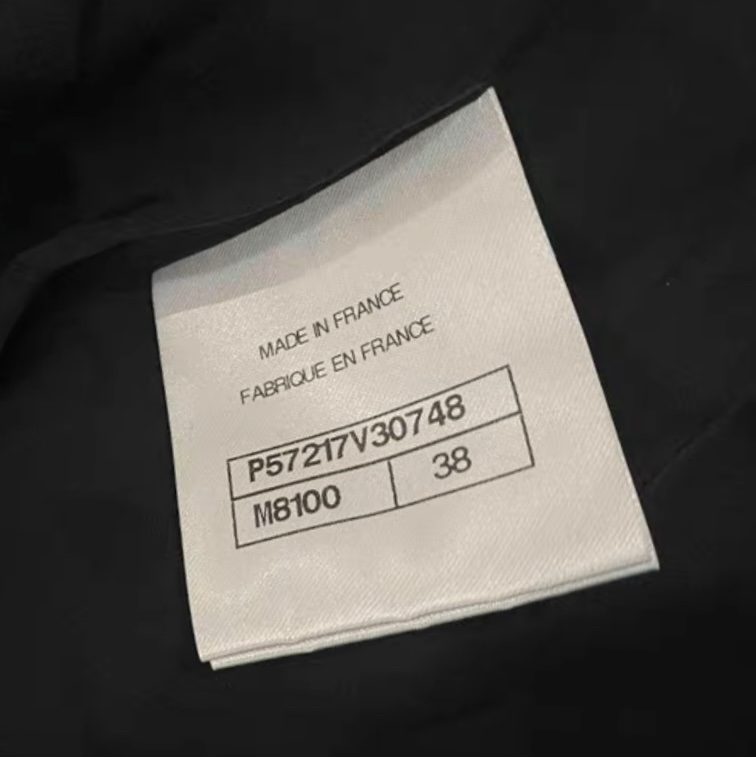 MADE IN FRANCE
FABRIQUE EN FRANCE
P57217V30748
M8100 38